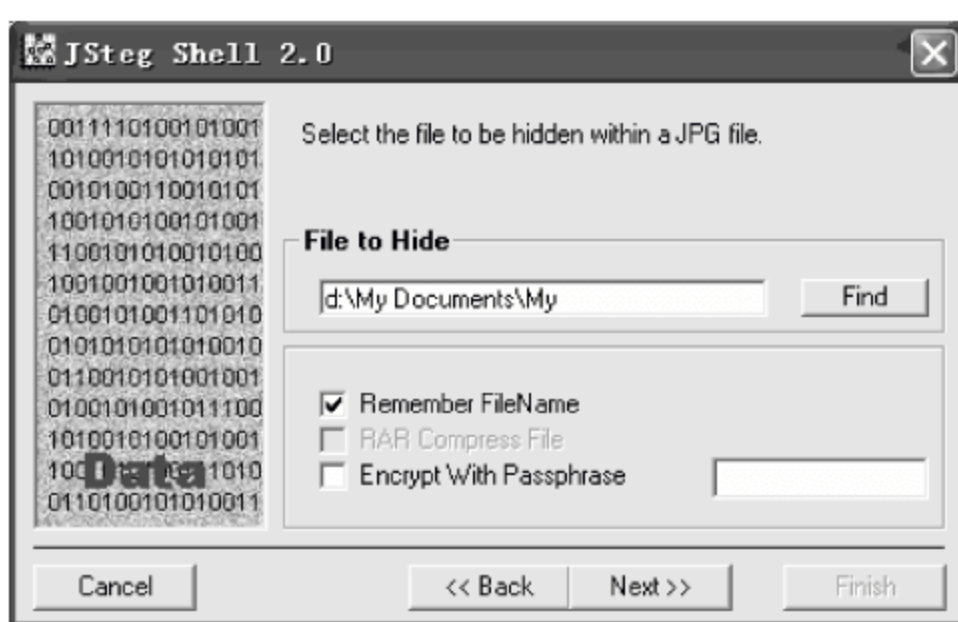 JSteg Shell 2.0
0011110100101001
1010010101010101
0010100110010101
1001010100101001
1100101010010100
1001001001010011
0100101001101010
0101010101010010
0110010101001001
0100101001011100
1010010100101001
Data
0110100101010011
Select the file to be hidden within a JPG file.
File to Hide
d:\My Documents\My
Find
Remember FileName
RAR Compress File
Encrypt With Passphrase
Cancel
<< Back
Next >>
Finish